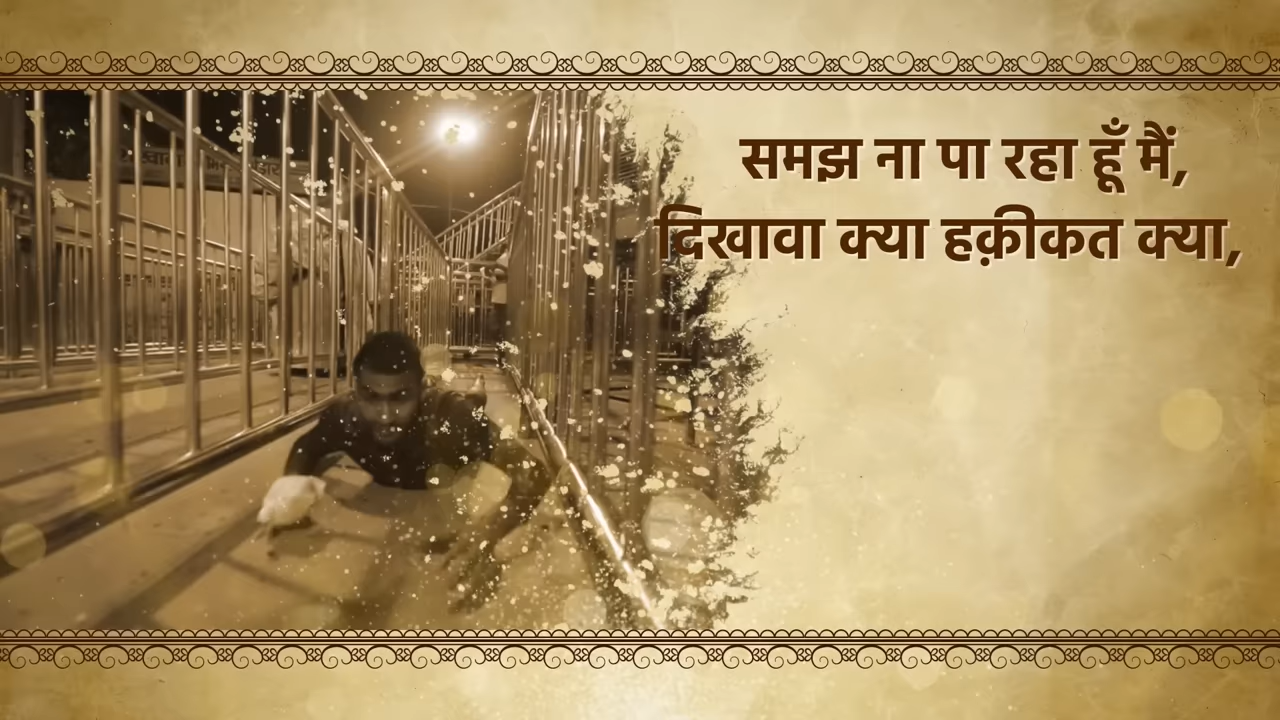 समझ ना पा रहा हूँ मैं,
दिखावा क्या हक़ीकत क्या,